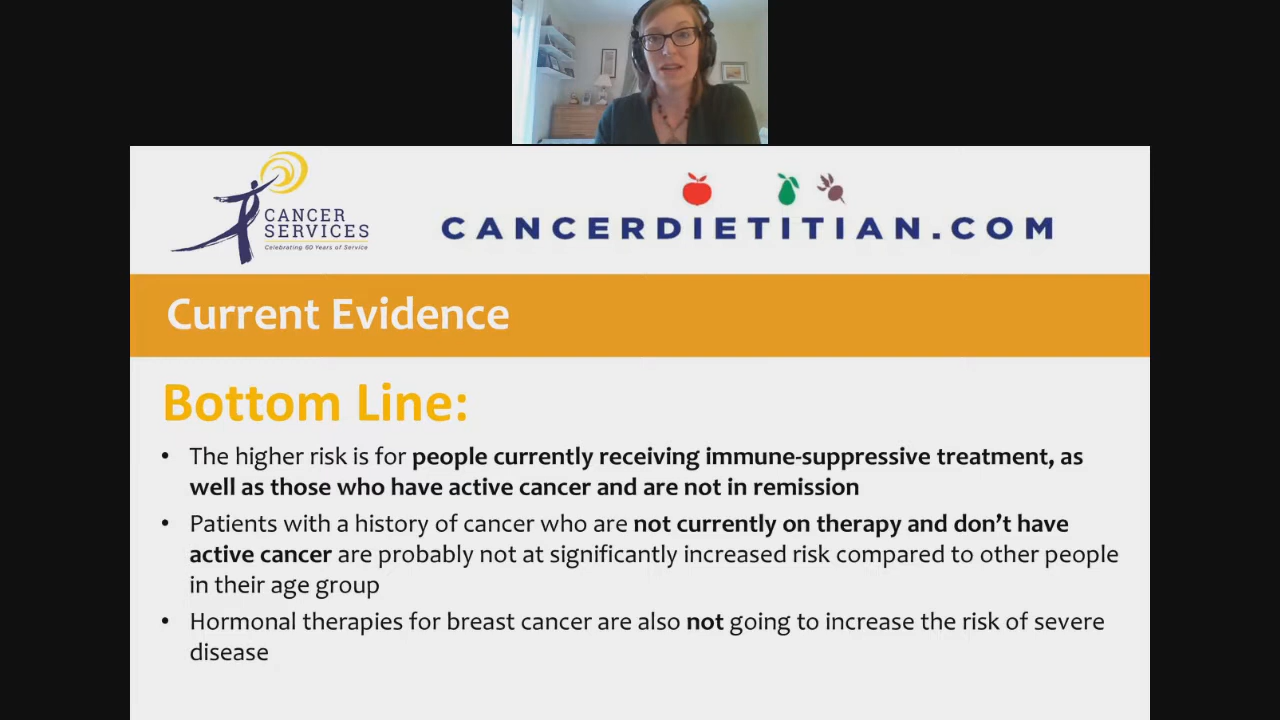 CANCER
SERVICES
Celebrating 60 Years of Service
CANCERDIETITIAN.COM
Current Evidence
Bottom Line:
• The higher risk is for people currently receiving immune-suppressive treatment, as
well as those who have active cancer and are not in remission
• Patients with a history of cancer who are not currently on therapy and don’t have
active cancer are probably not at significantly increased risk compared to other people
in their age group
• Hormonal therapies for breast cancer are also not going to increase the risk of severe
disease